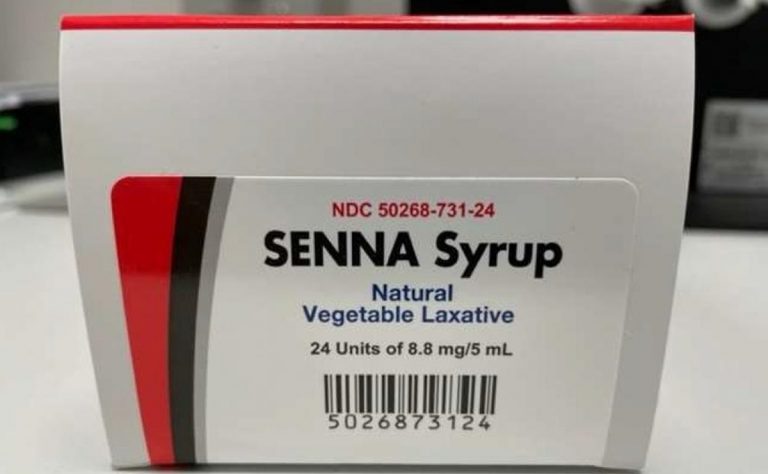 NDC 50268-731-24
SENNA Syrup
Natural
Vegetable Laxative
24 Units of 8.8 mg/5 mL
5026873124